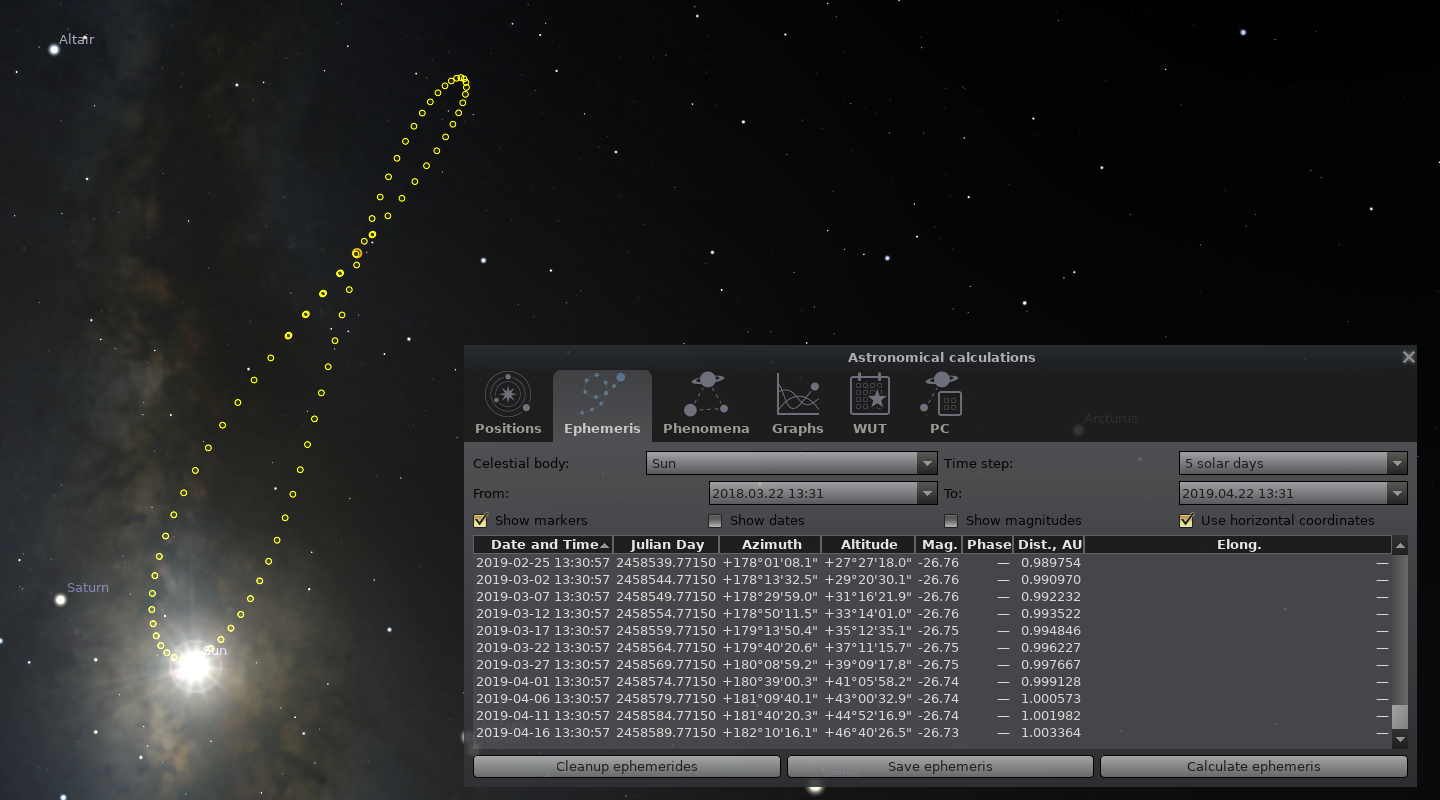 Altair
Astronomical calculations
Positions Ephemeris Phenomena Graphs WUT PC
Arcturus
Celestial body: Sun Time step: 5 solar days
From: 2018.03.22 13:31 To: 2019.04.22 13:31
Show markers Show dates Show magnitudes Use horizontal coordinates
Date and Time Julian Day Azimuth Altitude Mag. Phase Dist., AU Elong.
2019-02-25 13:30:57 2458539.77150 +178°01'08.1" +27°27'18.0" -26.76 — 0.989754 —
2019-03-02 13:30:57 2458544.77150 +178°13'32.5" +29°20'30.1" -26.76 — 0.990970 —
2019-03-07 13:30:57 2458549.77150 +178°29'59.0" +31°16'21.9" -26.76 — 0.992232 —
2019-03-12 13:30:57 2458554.77150 +178°50'11.5" +33°14'01.0" -26.76 — 0.993522 —
2019-03-17 13:30:57 2458559.77150 +179°13'50.4" +35°12'35.1" -26.75 — 0.994846 —
2019-03-22 13:30:57 2458564.77150 +179°40'20.6" +37°11'15.7" -26.75 — 0.996227 —
2019-03-27 13:30:57 2458569.77150 +180°08'59.2" +39°09'17.8" -26.75 — 0.997667 —
2019-04-01 13:30:57 2458574.77150 +180°39'00.3" +41°05'58.2" -26.74 — 0.999128 —
2019-04-06 13:30:57 2458579.77150 +181°09'40.1" +43°00'32.9" -26.74 — 1.000573 —
2019-04-11 13:30:57 2458584.77150 +181°40'20.3" +44°52'16.9" -26.74 — 1.001982 —
2019-04-16 13:30:57 2458589.77150 +182°10'16.1" +46°40'26.5" -26.73 — 1.003364 —
Saturn
Sun
Cleanup ephemerides Save ephemeris Calculate ephemeris
Venus